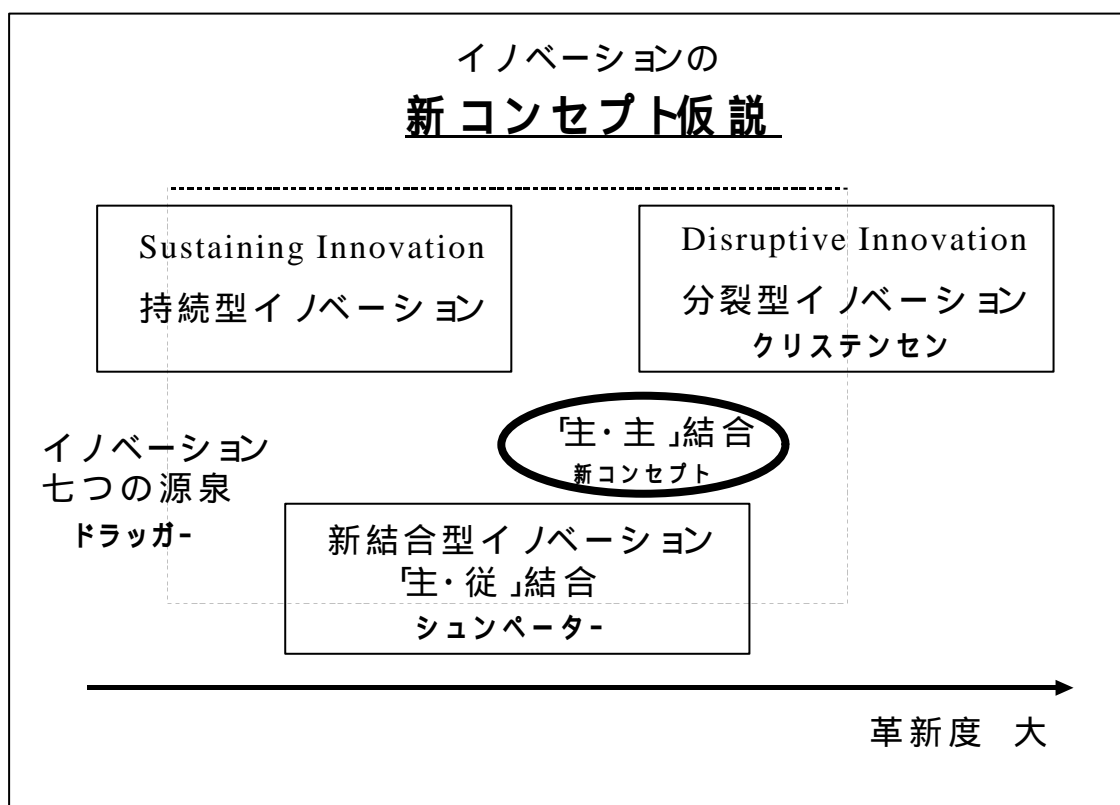 イノベーションの
新コンセプト仮説
Sustaining Innovation
持続型イノベーション
Disruptive Innovation
分裂型イノベーション
クリステンセン
「主・主」結合
新コンセプト
イノベーション
七つの源泉
ドラッガー
新結合型イノベーション
「主・従」結合
シュンペーター
革新度 大